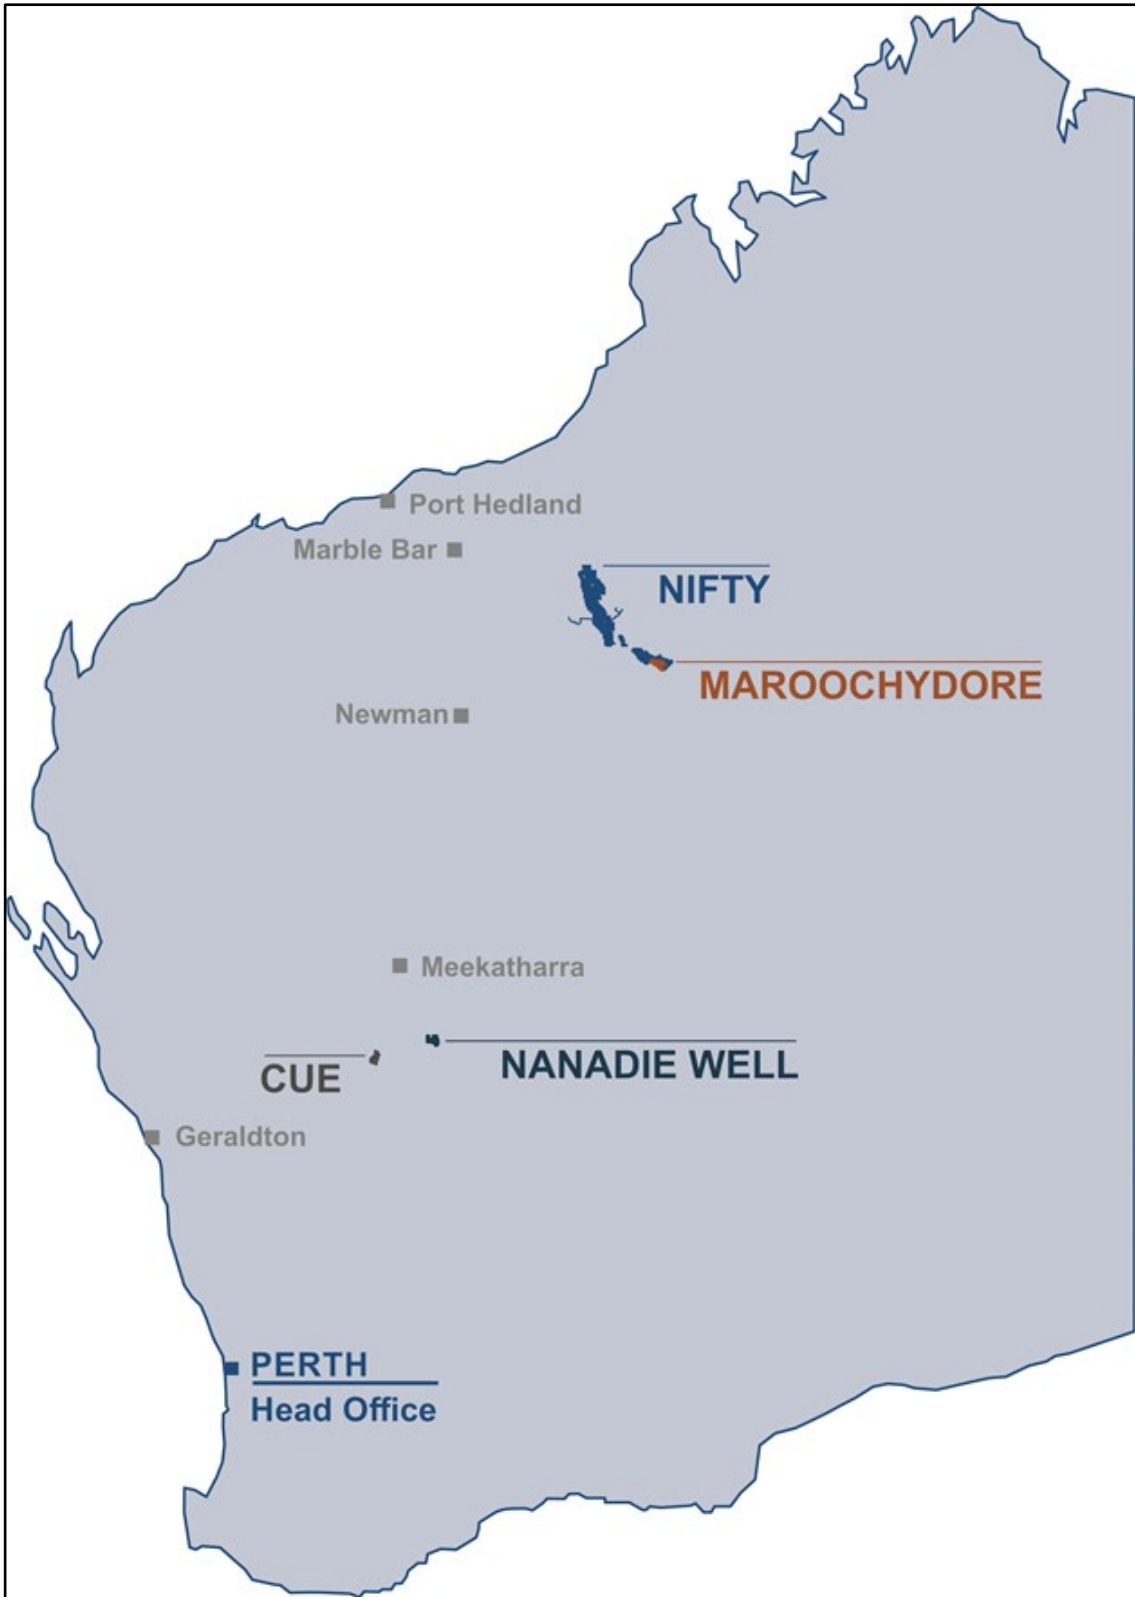 Port Hedland
Marble Bar
NIFTY
MAROOCHYDORE
Newman
Meekatharra
NANADIE WELL
CUE
Geraldton
PERTH
Head Office